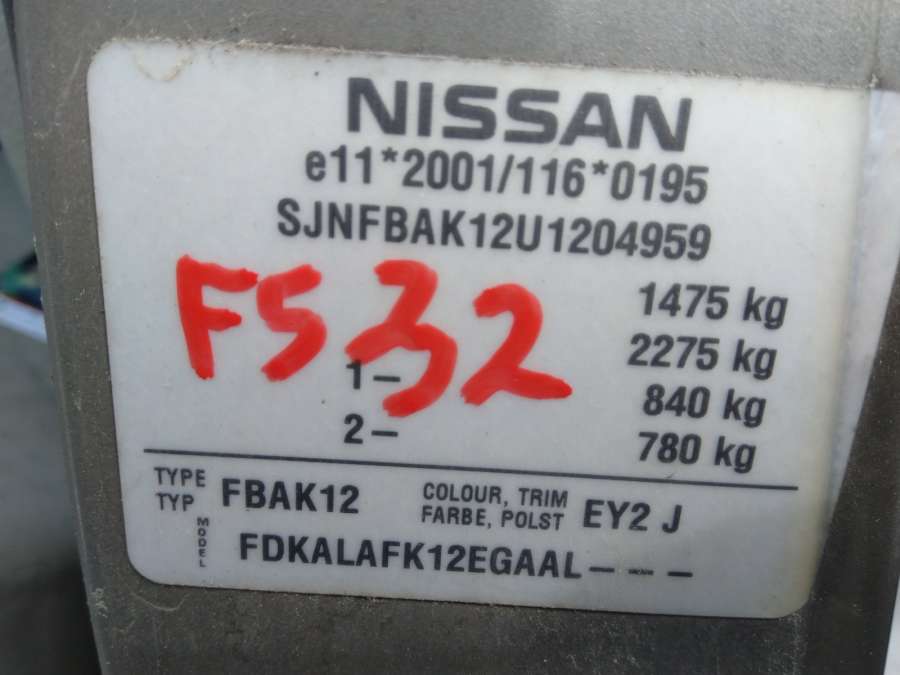 NISSAN
e11*2001/116*0195
SJNFBAK12U1204959
1475 kg
FS32
2275 kg
1– 840 kg
2– 780 kg
TYPE
TYP FBAK12
COLOUR, TRIM
FARBE, POLST EY2 J
MODEL FDKALAFK12EGAAL– – –